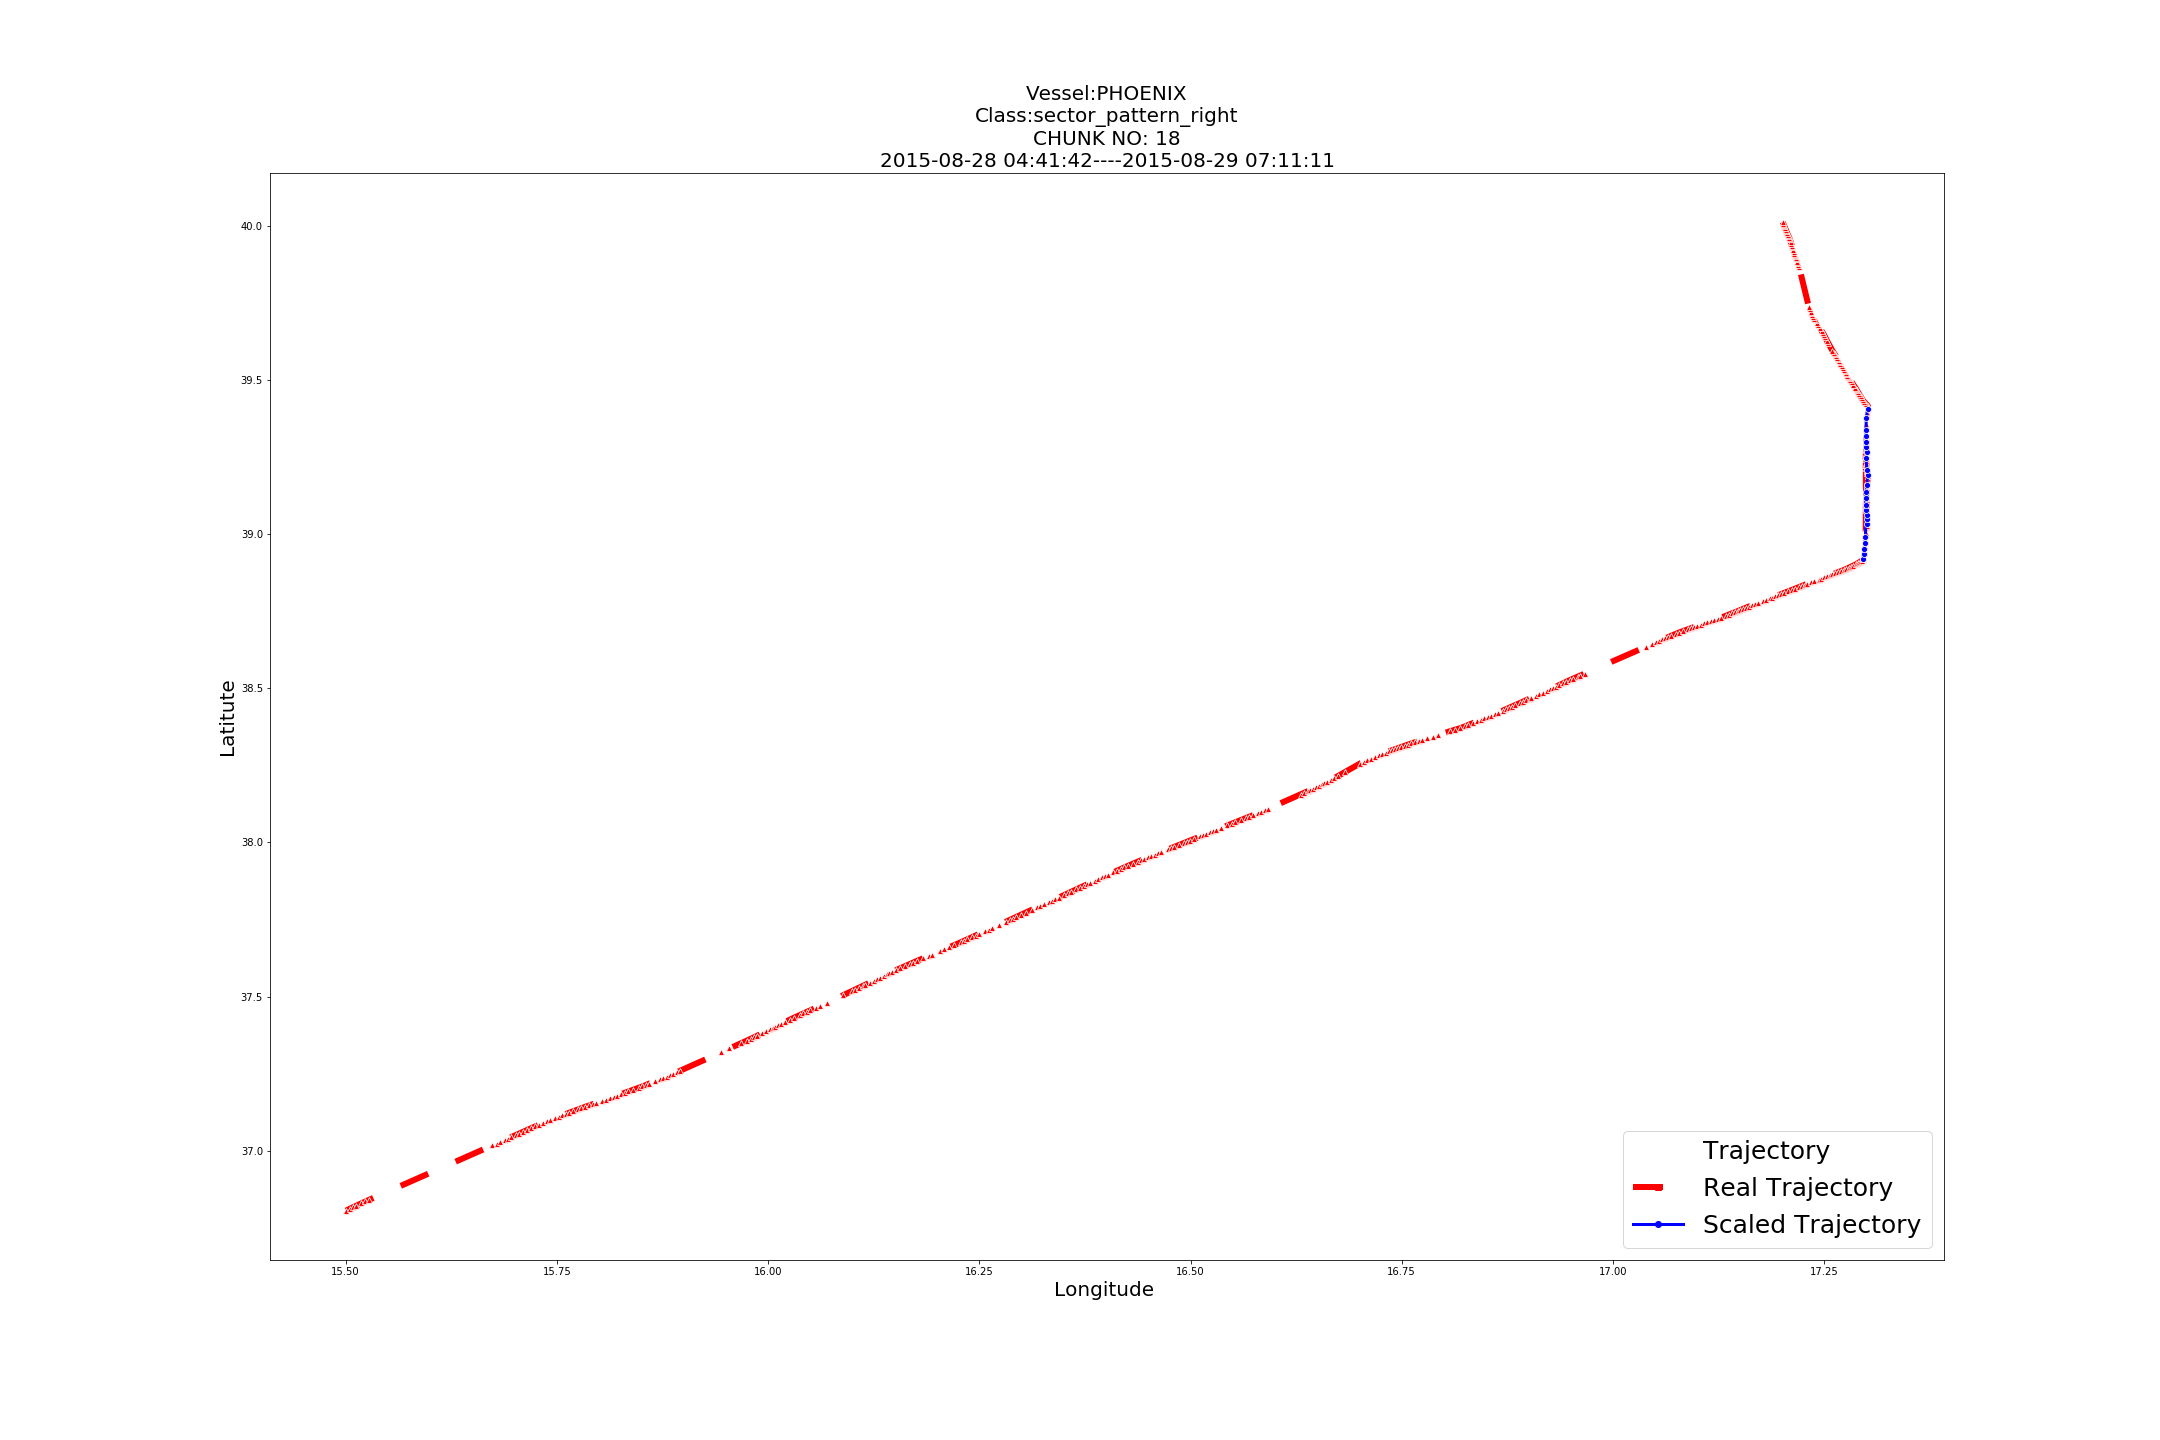 Vessel:PHOENIX
Class:sector_pattern_right
CHUNK NO: 18
2015-08-28 04:41:42----2015-08-29 07:11:11
40.0
39.5
39.0
38.5
38.0
37.5
37.0
Latitute
15.50 15.75 16.00 16.25 16.50 16.75 17.00 17.25
Longitude
Trajectory
Real Trajectory
Scaled Trajectory